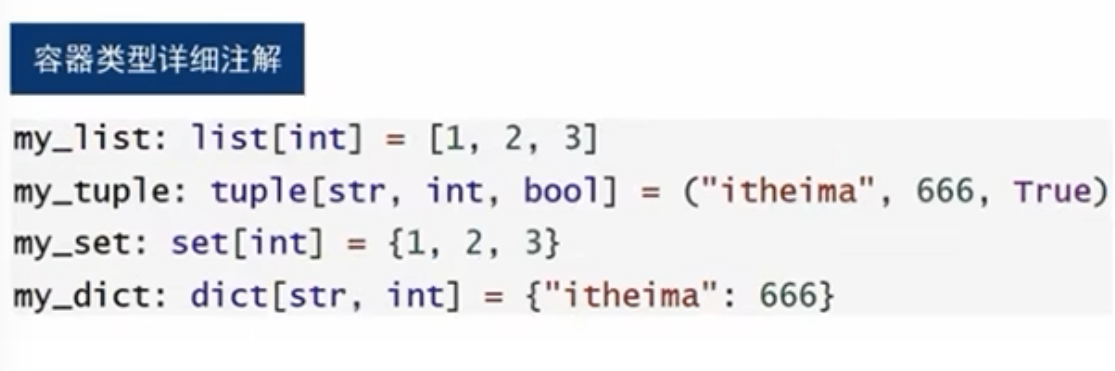 容器类型详细注解
my_list: list[int] = [1, 2, 3]
my_tuple: tuple[str, int, bool] = ("itheima", 666, True)
my_set: set[int] = {1, 2, 3}
my_dict: dict[str, int] = {"itheima": 666}